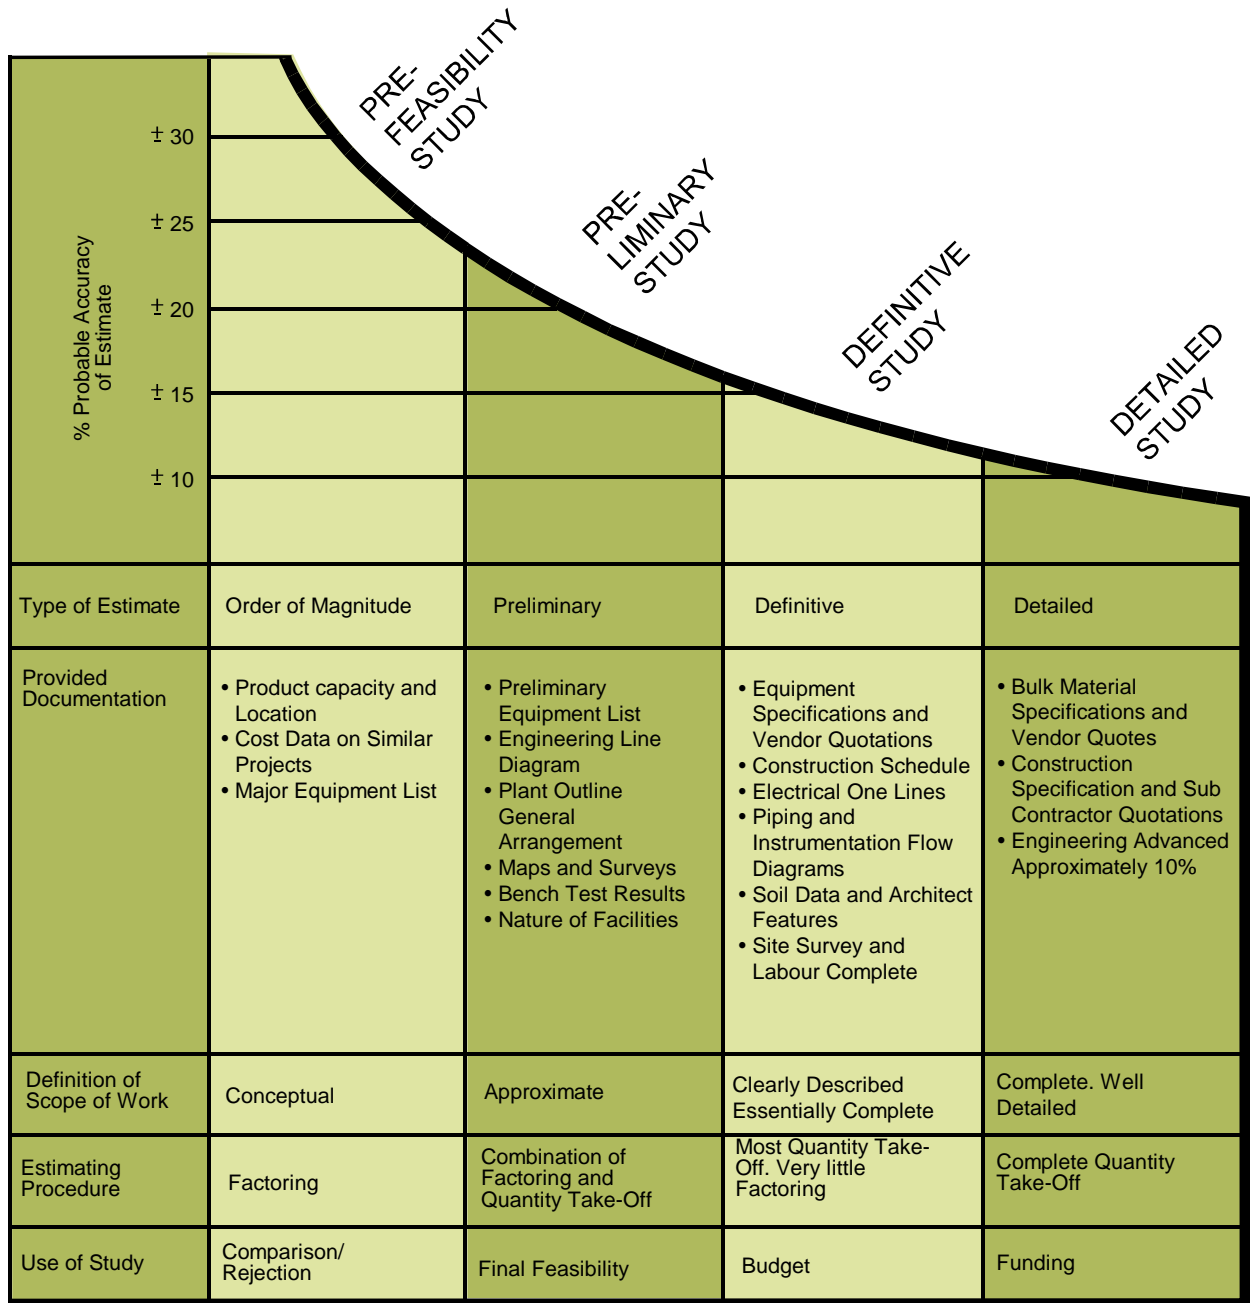 PRE-
FEASIBILITY
STUDY
PRE-
LIMINARY
STUDY
DEFINITIVE
STUDY
DETAILED
STUDY
% Probable Accuracy
of Estimate
± 30
± 25
± 20
± 15
± 10
Type of Estimate
Order of Magnitude
Preliminary
Definitive
Detailed
Provided
Documentation
• Product capacity and
Location
• Cost Data on Similar
Projects
• Major Equipment List
• Preliminary
Equipment List
• Engineering Line
Diagram
• Plant Outline
General
Arrangement
• Maps and Surveys
• Bench Test Results
• Nature of Facilities
• Equipment
Specifications and
Vendor Quotations
• Construction Schedule
• Electrical One Lines
• Piping and
Instrumentation Flow
Diagrams
• Soil Data and Architect
Features
• Site Survey and
Labour Complete
• Bulk Material
Specifications and
Vendor Quotes
• Construction
Specification and Sub
Contractor Quotations
• Engineering Advanced
Approximately 10%
Definition of
Scope of Work
Conceptual
Approximate
Clearly Described
Essentially Complete
Complete. Well
Detailed
Estimating
Procedure
Factoring
Combination of
Factoring and
Quantity Take-Off
Most Quantity Take-
Off. Very little
Factoring
Complete Quantity
Take-Off
Use of Study
Comparison/
Rejection
Final Feasibility
Budget
Funding